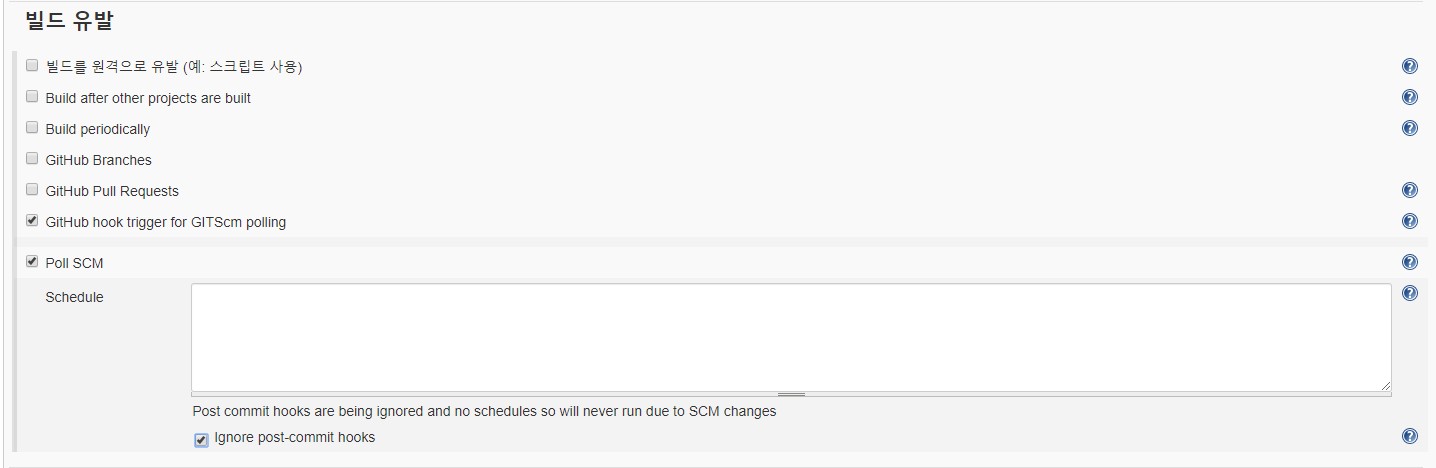 빌드 유발
빌드를 원격으로 유발 (예: 스크립트 사용)
Build after other projects are built
Build periodically
GitHub Branches
GitHub Pull Requests
GitHub hook trigger for GITScm polling
Poll SCM
Schedule
Post commit hooks are being ignored and no schedules so will never run due to SCM changes
Ignore post-commit hooks